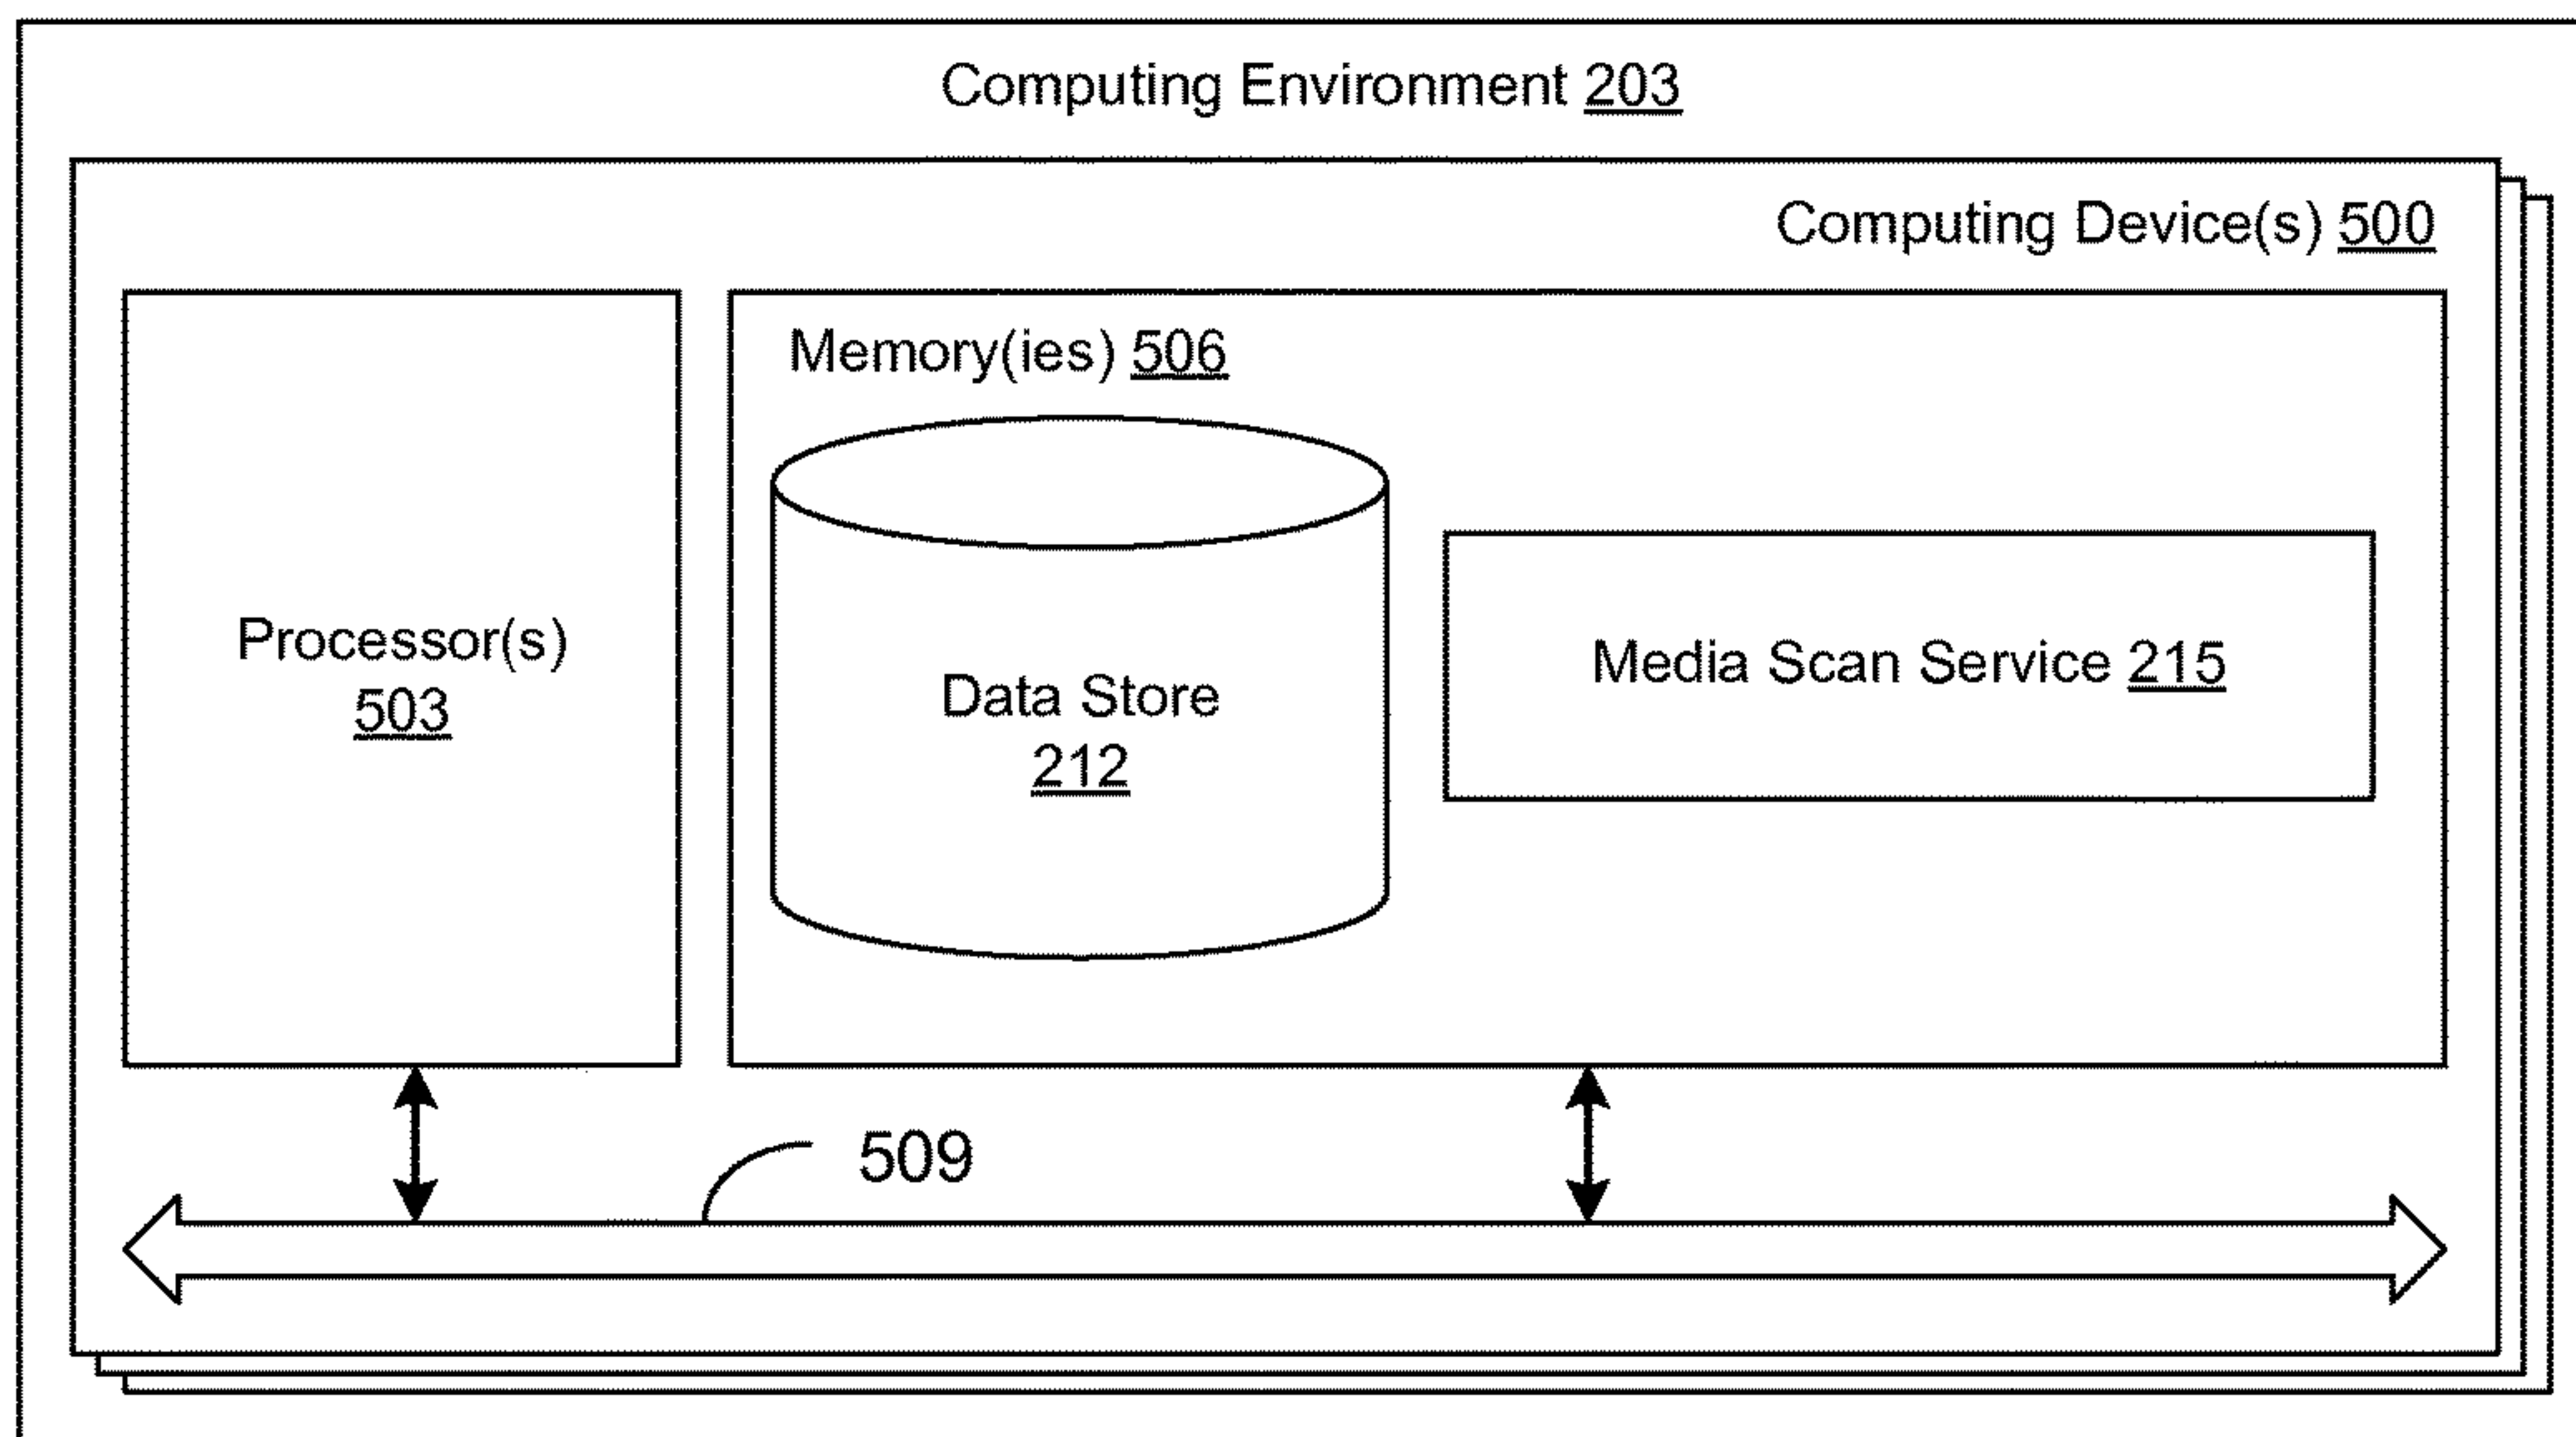 Computing Environment 203
Computing Device(s) 500
Memory(ies) 506
Processor(s)
503
Data Store
212
Media Scan Service 215
509